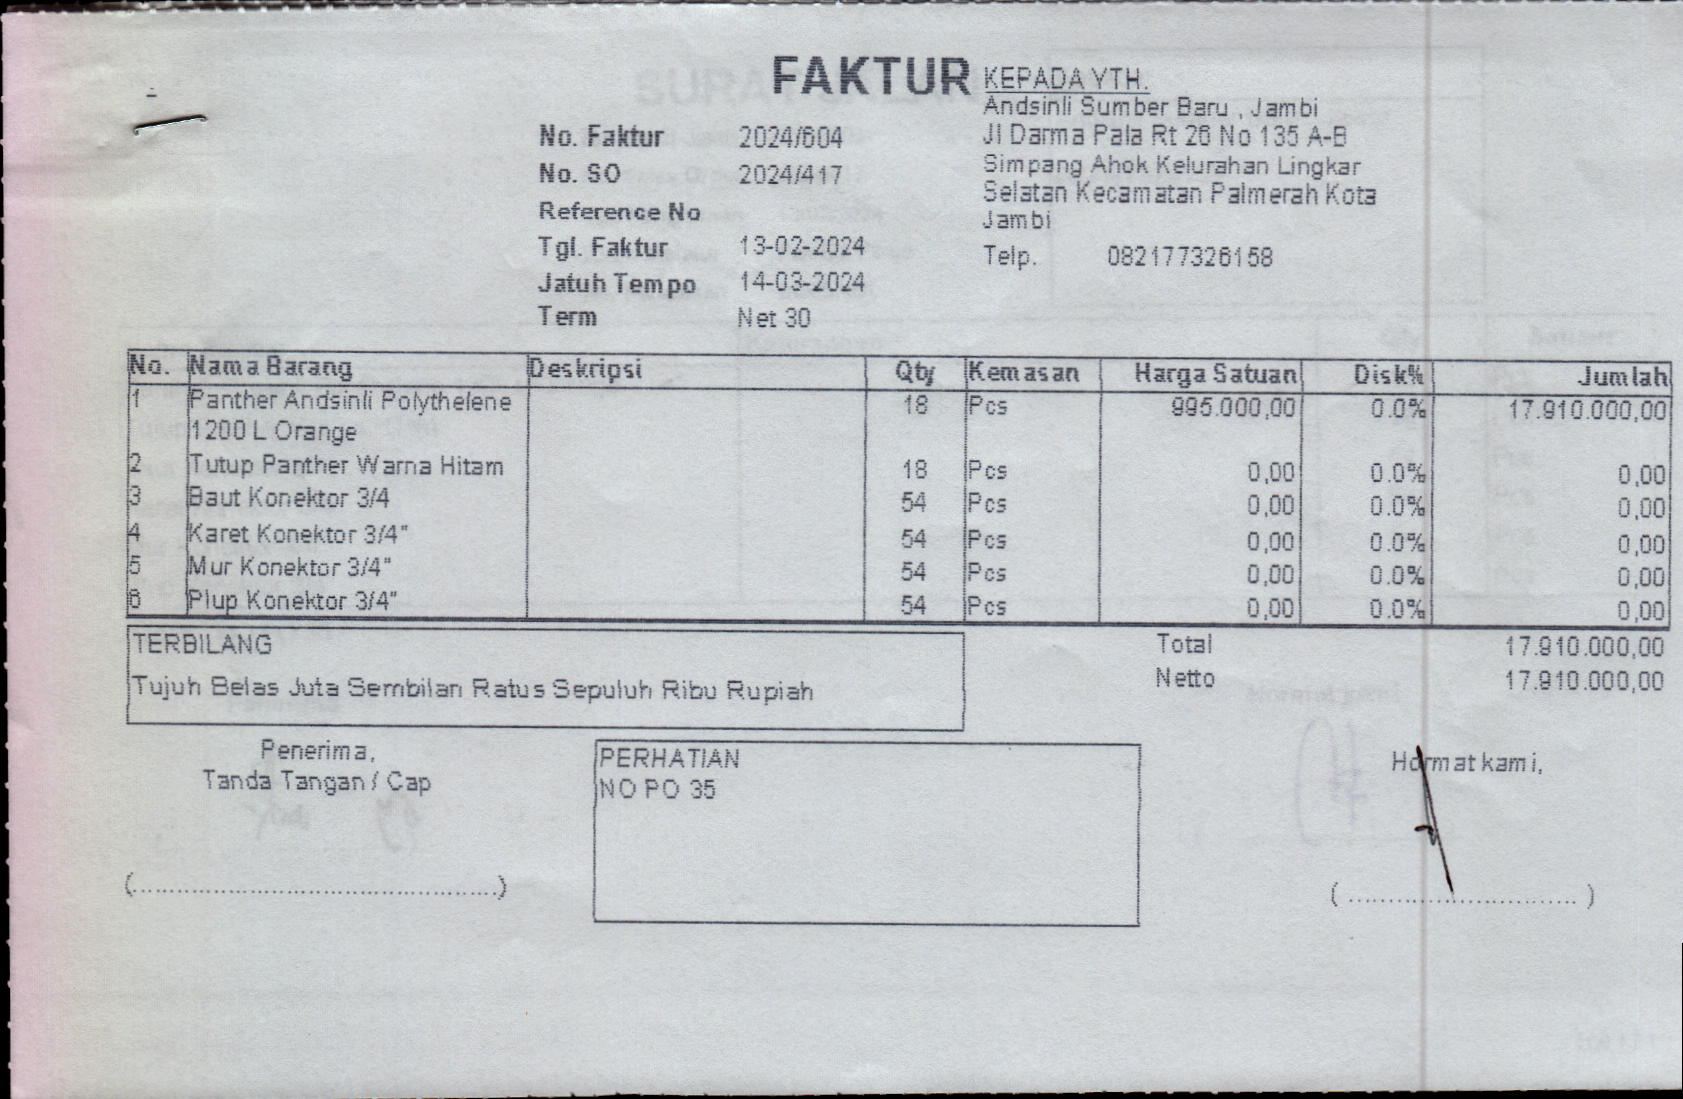 FAKTUR
No. Faktur 2024/604
No. SO 2024/417
Reference No
Tgl. Faktur 13-02-2024
Jatuh Tempo 14-03-2024
Term Net 30
KEPADA YTH.
Andsinli Sumber Baru , Jambi
Jl Darma Pala Rt 26 No 135 A-B
Simpang Ahok Kelurahan Lingkar
Selatan Kecamatan Palmerah Kota
Jambi
Telp. 082177326158
No. Nama Barang Deskripsi Qty Kemasan Harga Satuan Disk% Jumlah
1 Panther Andsinli Polythelene 18 Pcs 995.000,00 0.0% 17.910.000,00
1200 L Orange
2 Tutup Panther Warna Hitam 18 Pcs 0,00 0.0% 0,00
3 Baut Konektor 3/4 54 Pcs 0,00 0.0% 0,00
4 Karet Konektor 3/4" 54 Pcs 0,00 0.0% 0,00
5 Mur Konektor 3/4" 54 Pcs 0,00 0.0% 0,00
6 Plup Konektor 3/4" 54 Pcs 0,00 0.0% 0,00
TERBILANG
Tujuh Belas Juta Sembilan Ratus Sepuluh Ribu Rupiah
Total 17.910.000,00
Netto 17.910.000,00
Penerima,
Tanda Tangan / Cap
PERHATIAN
NO PO 35
Hormat kami,